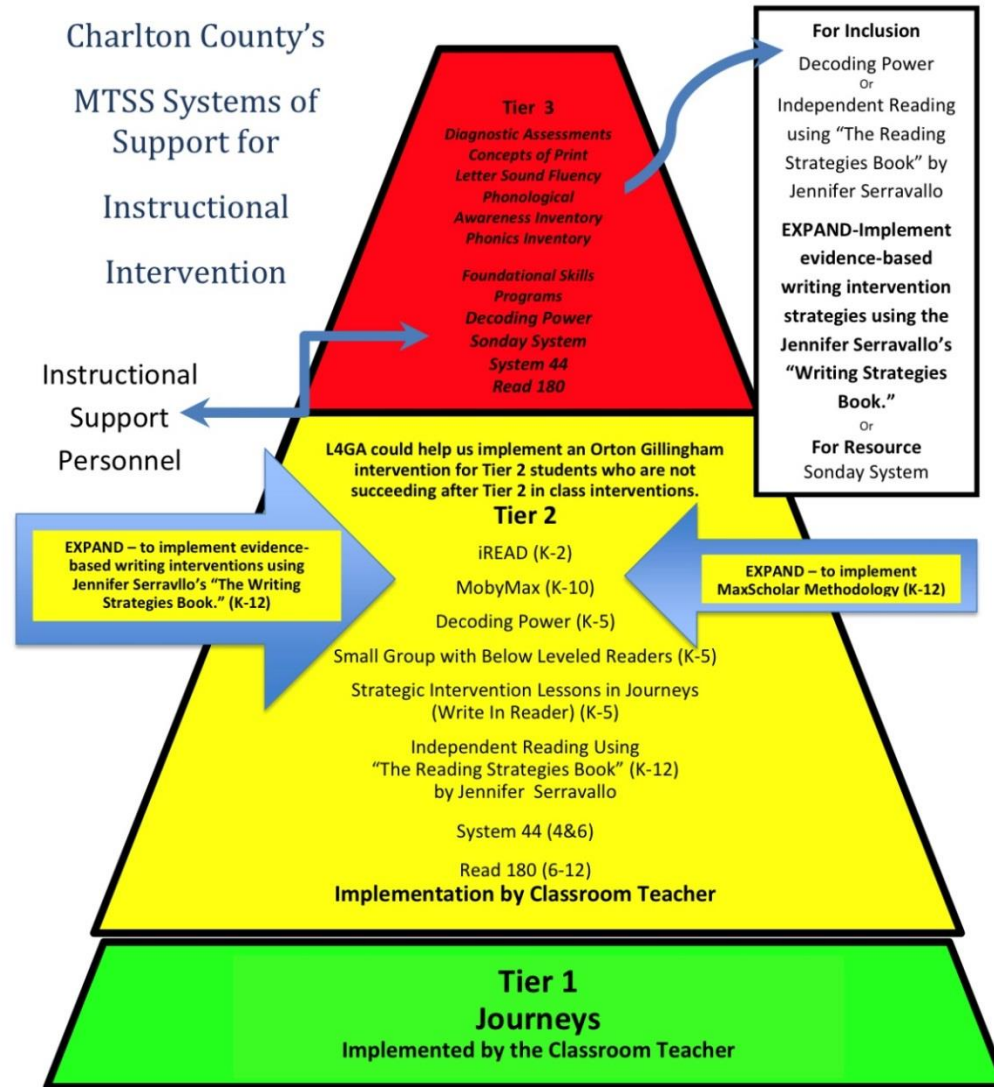 Charlton County's
MTSS Systems of
Support for
Instructional
Intervention
Tier 3
Diagnostic Assessments
Concepts of Print
Letter Sound Fluency
Phonological
Awareness Inventory
Phonics Inventory
Foundational Skills
Programs
Decoding Power
Sonday System
System 44
Read 180
For Inclusion
Decoding Power
Or
Independent Reading
using "The Reading
Strategies Book" by
Jennifer Serravallo
EXPAND-Implement
evidence-based
writing intervention
strategies using the
Jennifer Serravallo's
"Writing Strategies
Book."
Or
For Resource
Sonday System
Instructional
Support
Personnel
L4GA could help us implement an Orton Gillingham
intervention for Tier 2 students who are not
succeeding after Tier 2 in class interventions.
Tier 2
EXPAND – to implement evidence-
based writing interventions using
Jennifer Serravllo's "The Writing
Strategies Book." (K-12)
iREAD (K-2)
MobyMax (K-10)
Decoding Power (K-5)
Small Group with Below Leveled Readers (K-5)
Strategic Intervention Lessons in Journeys
(Write In Reader) (K-5)
Independent Reading Using
"The Reading Strategies Book" (K-12)
by Jennifer Serravallo
System 44 (4&6)
Read 180 (6-12)
Implementation by Classroom Teacher
EXPAND – to implement
MaxScholar Methodology (K-12)
Tier 1
Journeys
Implemented by the Classroom Teacher